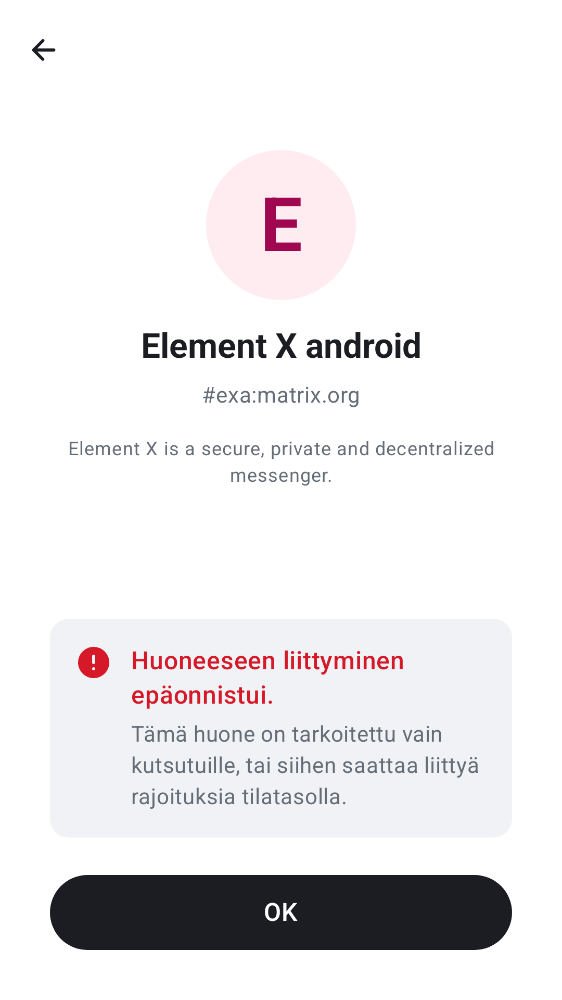 E
Element X android
#exa:matrix.org
Element X is a secure, private and decentralized
messenger.
Huoneeseen liittyminen
epäonnistui.
Tämä huone on tarkoitettu vain
kutsutuille, tai siihen saattaa liittyä
rajoituksia tilatasolla.
OK